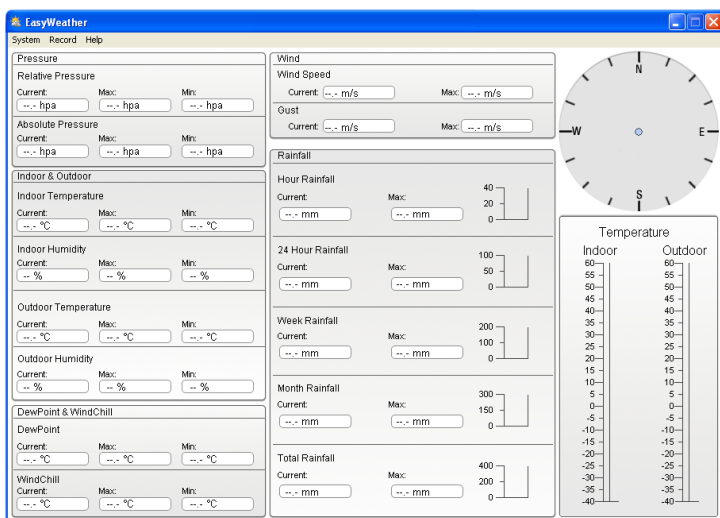 EasyWeather
System Record Help
Pressure
Relative Pressure
Current: Max: Min:
--.- hpa --.- hpa --.- hpa
Absolute Pressure
Current: Max: Min:
--.- hpa --.- hpa --.- hpa
Indoor & Outdoor
Indoor Temperature
Current: Max: Min:
--.- °C --.- °C --.- °C
Indoor Humidity
Current: Max: Min:
-- % -- % -- %
Outdoor Temperature
Current: Max: Min:
--.- °C --.- °C --.- °C
Outdoor Humidity
Current: Max: Min:
-- % -- % -- %
DewPoint & WindChill
DewPoint
Current: Max: Min:
--.- °C --.- °C --.- °C
WindChill
Current: Max: Min:
--.- °C --.- °C --.- °C
Wind
Wind Speed
Current: --.- m/s Max: --.- m/s
Gust
Current: --.- m/s Max: --.- m/s
Rainfall
Hour Rainfall
Current: Max:
--.- mm --.- mm
40
20
0
24 Hour Rainfall
Current: Max:
--.- mm --.- mm
100
50
0
Week Rainfall
Current: Max:
--.- mm --.- mm
200
100
0
Month Rainfall
Current: Max:
--.- mm --.- mm
300
150
0
Total Rainfall
Current: Max:
--.- mm --.- mm
400
200
0
N
W E
S
Temperature
Indoor Outdoor
60 60
55 55
50 50
45 45
40 40
35 35
30 30
25 25
20 20
15 15
10 10
5 5
0 0
-5 -5
-10 -10
-15 -15
-20 -20
-25 -25
-30 -30
-35 -35
-40 -40